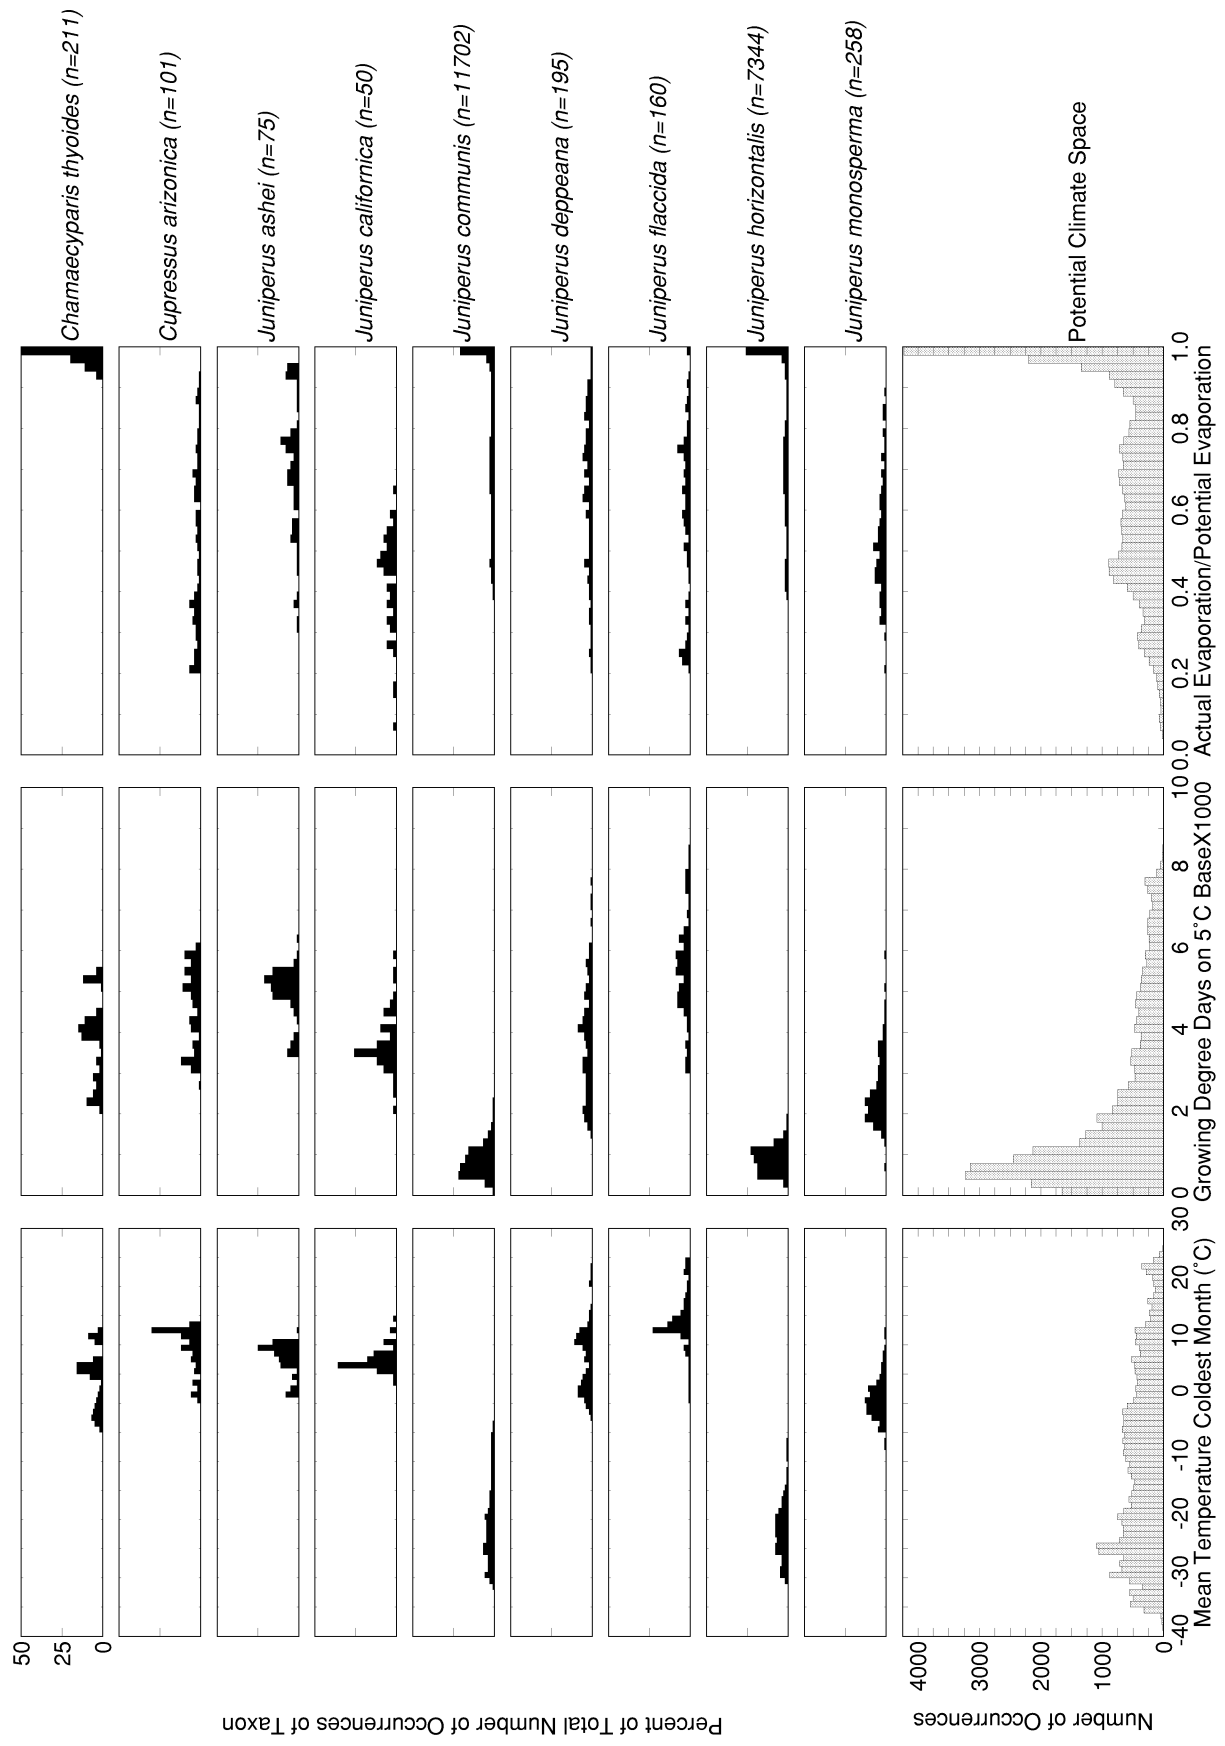 Chamaecyparis thyoides (n=211)
Cupressus arizonica (n=101)
Juniperus ashei (n=75)
Juniperus californica (n=50)
Juniperus communis (n=11702)
Juniperus deppeana (n=195)
Juniperus flaccida (n=160)
Juniperus horizontalis (n=7344)
Juniperus monosperma (n=258)
Potential Climate Space
50
25
0
Percent of Total Number of Occurrences of Taxon
4000
3000
2000
1000
0
Number of Occurrences
-40 -30 -20 -10 0 10 20 30
Mean Temperature Coldest Month (°C)
0 2 4 6 8 10
Growing Degree Days on 5°C BaseX1000
0.0 0.2 0.4 0.6 0.8 1.0
Actual Evaporation/Potential Evaporation